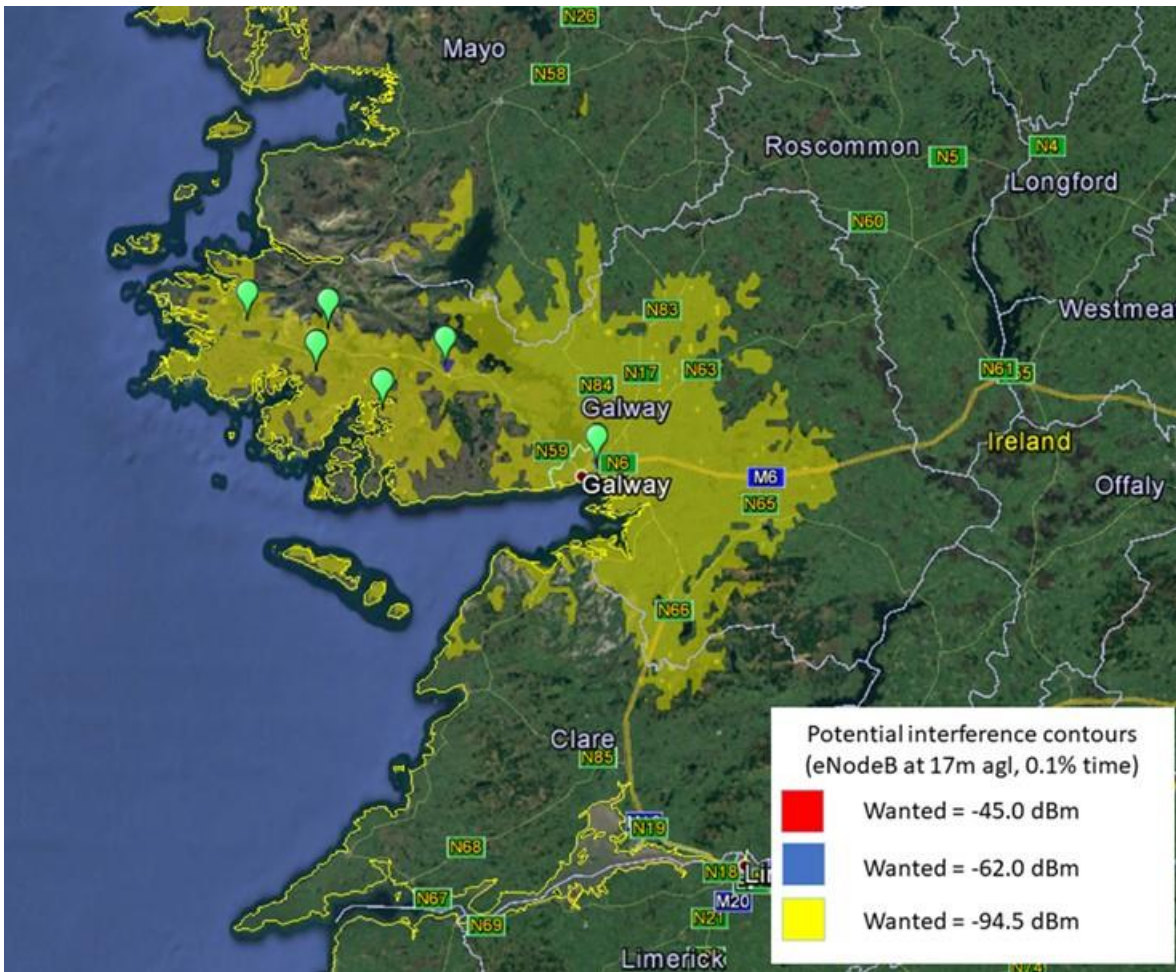 N26
Mayo
N58
Roscommon
N5
N4
Longford
N60
Westmea
N83
N17
N63
N61
N84
Galway
Ireland
N59
N6
Galway
M6
Offaly
N65
N66
Clare
N85
N19
N68
N18
N67
M20
N69
N21
Limerick
N74
Potential interference contours
(eNodeB at 17m agl, 0.1% time)
Wanted = -45.0 dBm
Wanted = -62.0 dBm
Wanted = -94.5 dBm